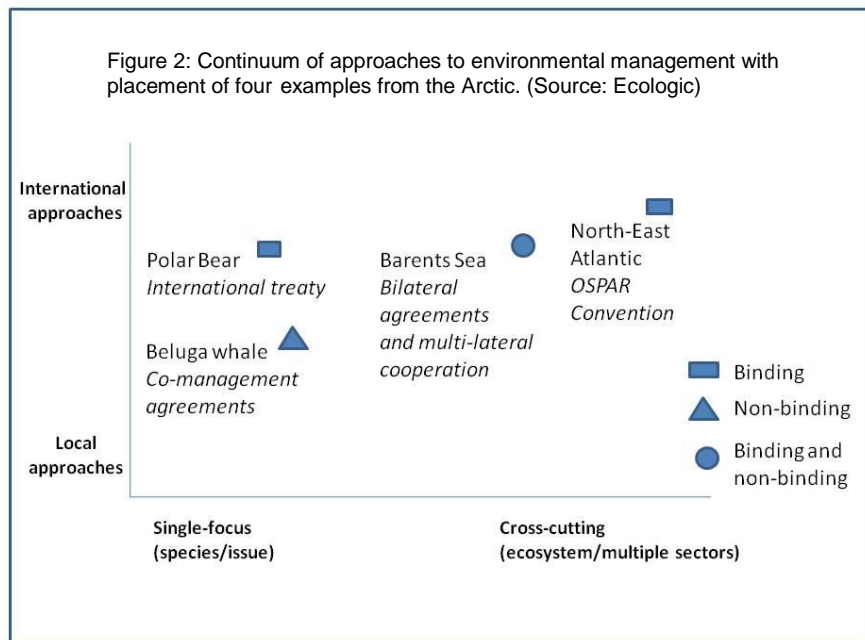 Figure 2: Continuum of approaches to environmental management with
placement of four examples from the Arctic. (Source: Ecologic)
International
approaches
Polar Bear
International treaty
Beluga whale
Co-management
agreements
Barents Sea
Bilateral
agreements
and multi-lateral
cooperation
North-East
Atlantic
OSPAR
Convention
Binding
Non-binding
Binding and
non-binding
Local
approaches
Single-focus
(species/issue)
Cross-cutting
(ecosystem/multiple sectors)